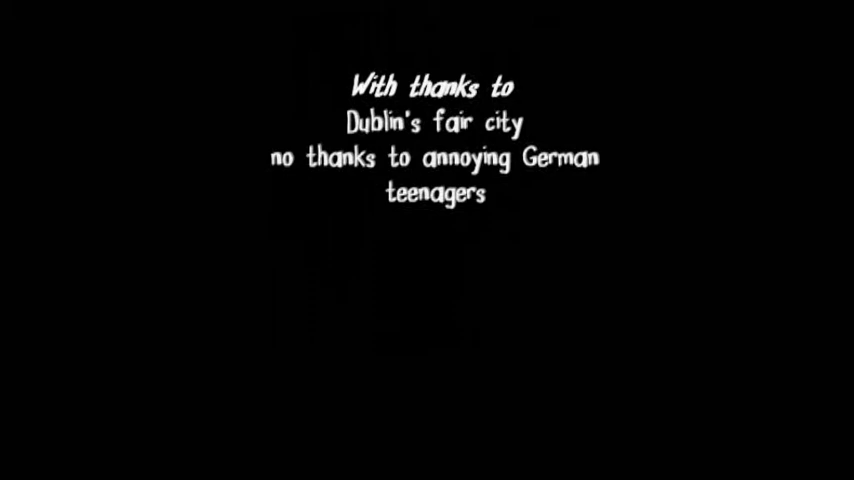 With thanks to
Dublin's fair city
no thanks to annoying German
teenagers